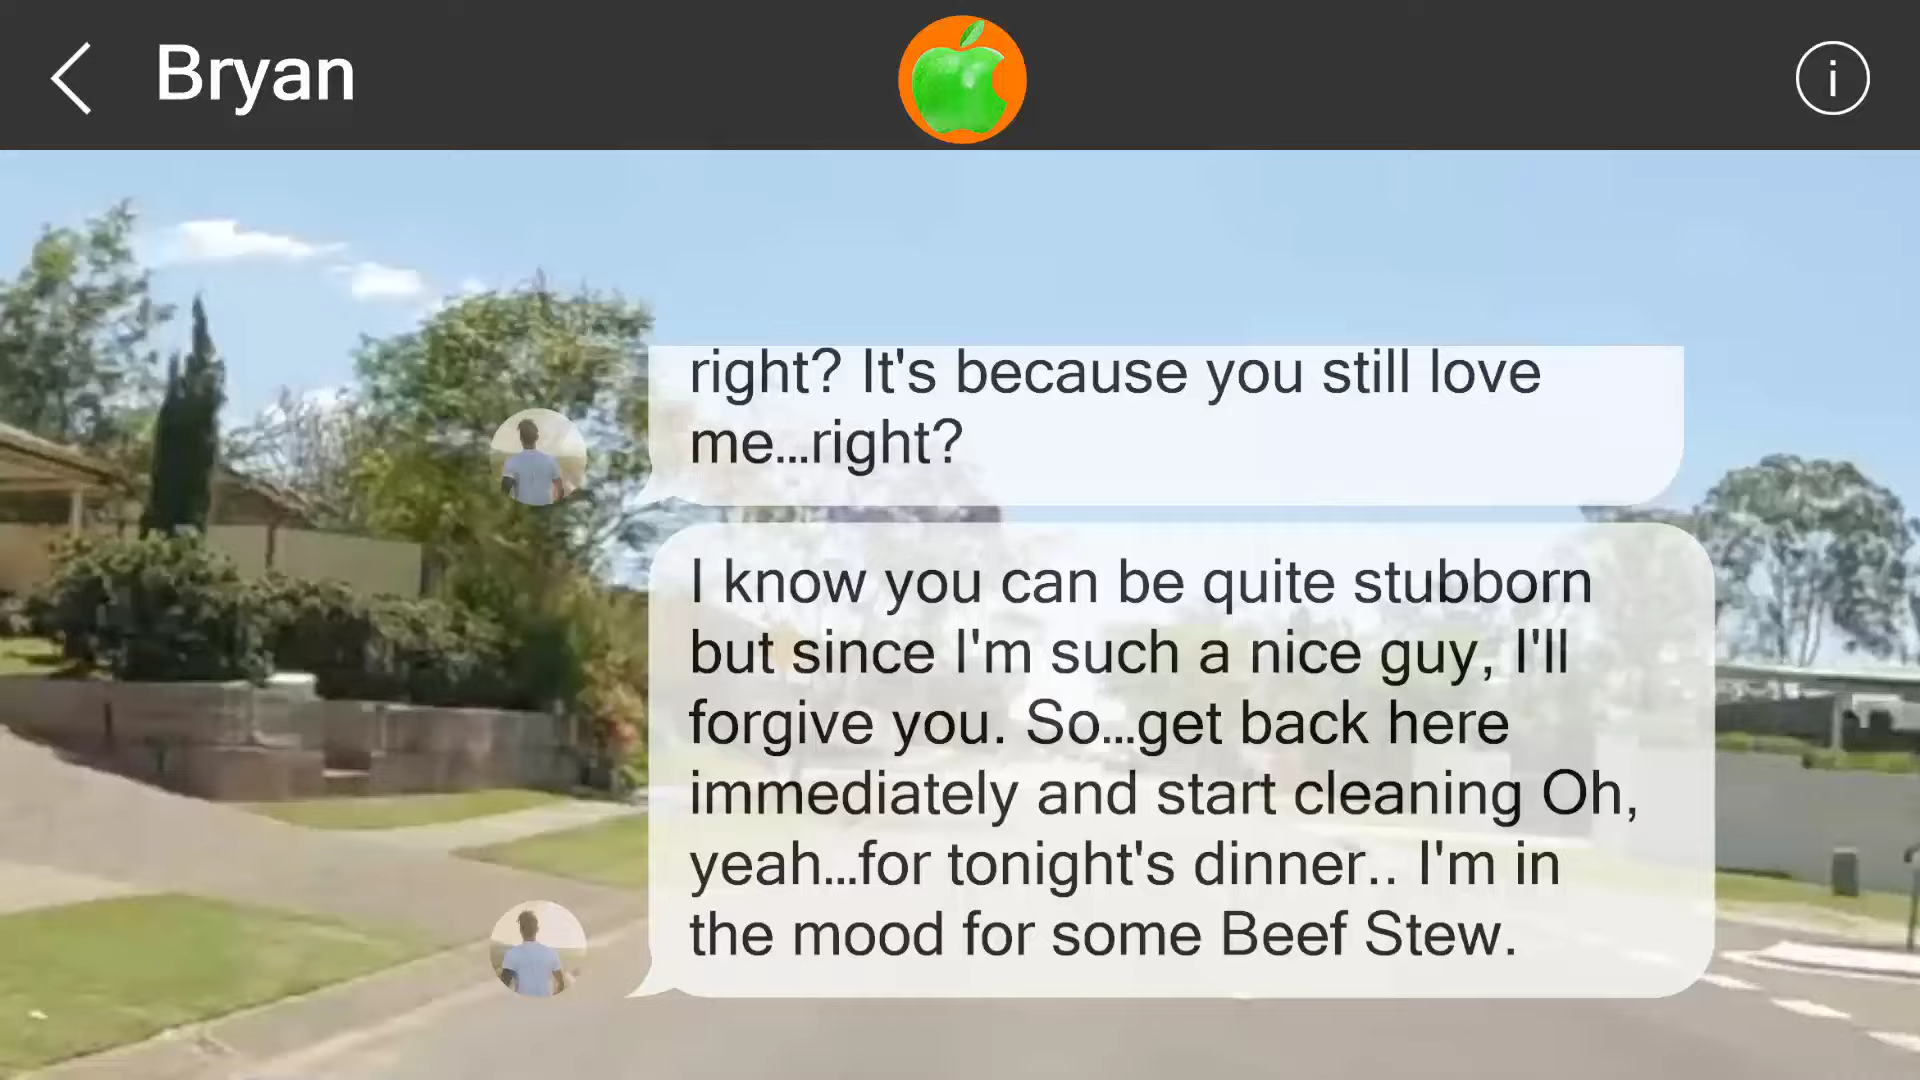 Bryan
right? It's because you still love
me...right?
I know you can be quite stubborn
but since I'm such a nice guy, I'll
forgive you. So...get back here
immediately and start cleaning Oh,
yeah...for tonight's dinner.. I'm in
the mood for some Beef Stew.